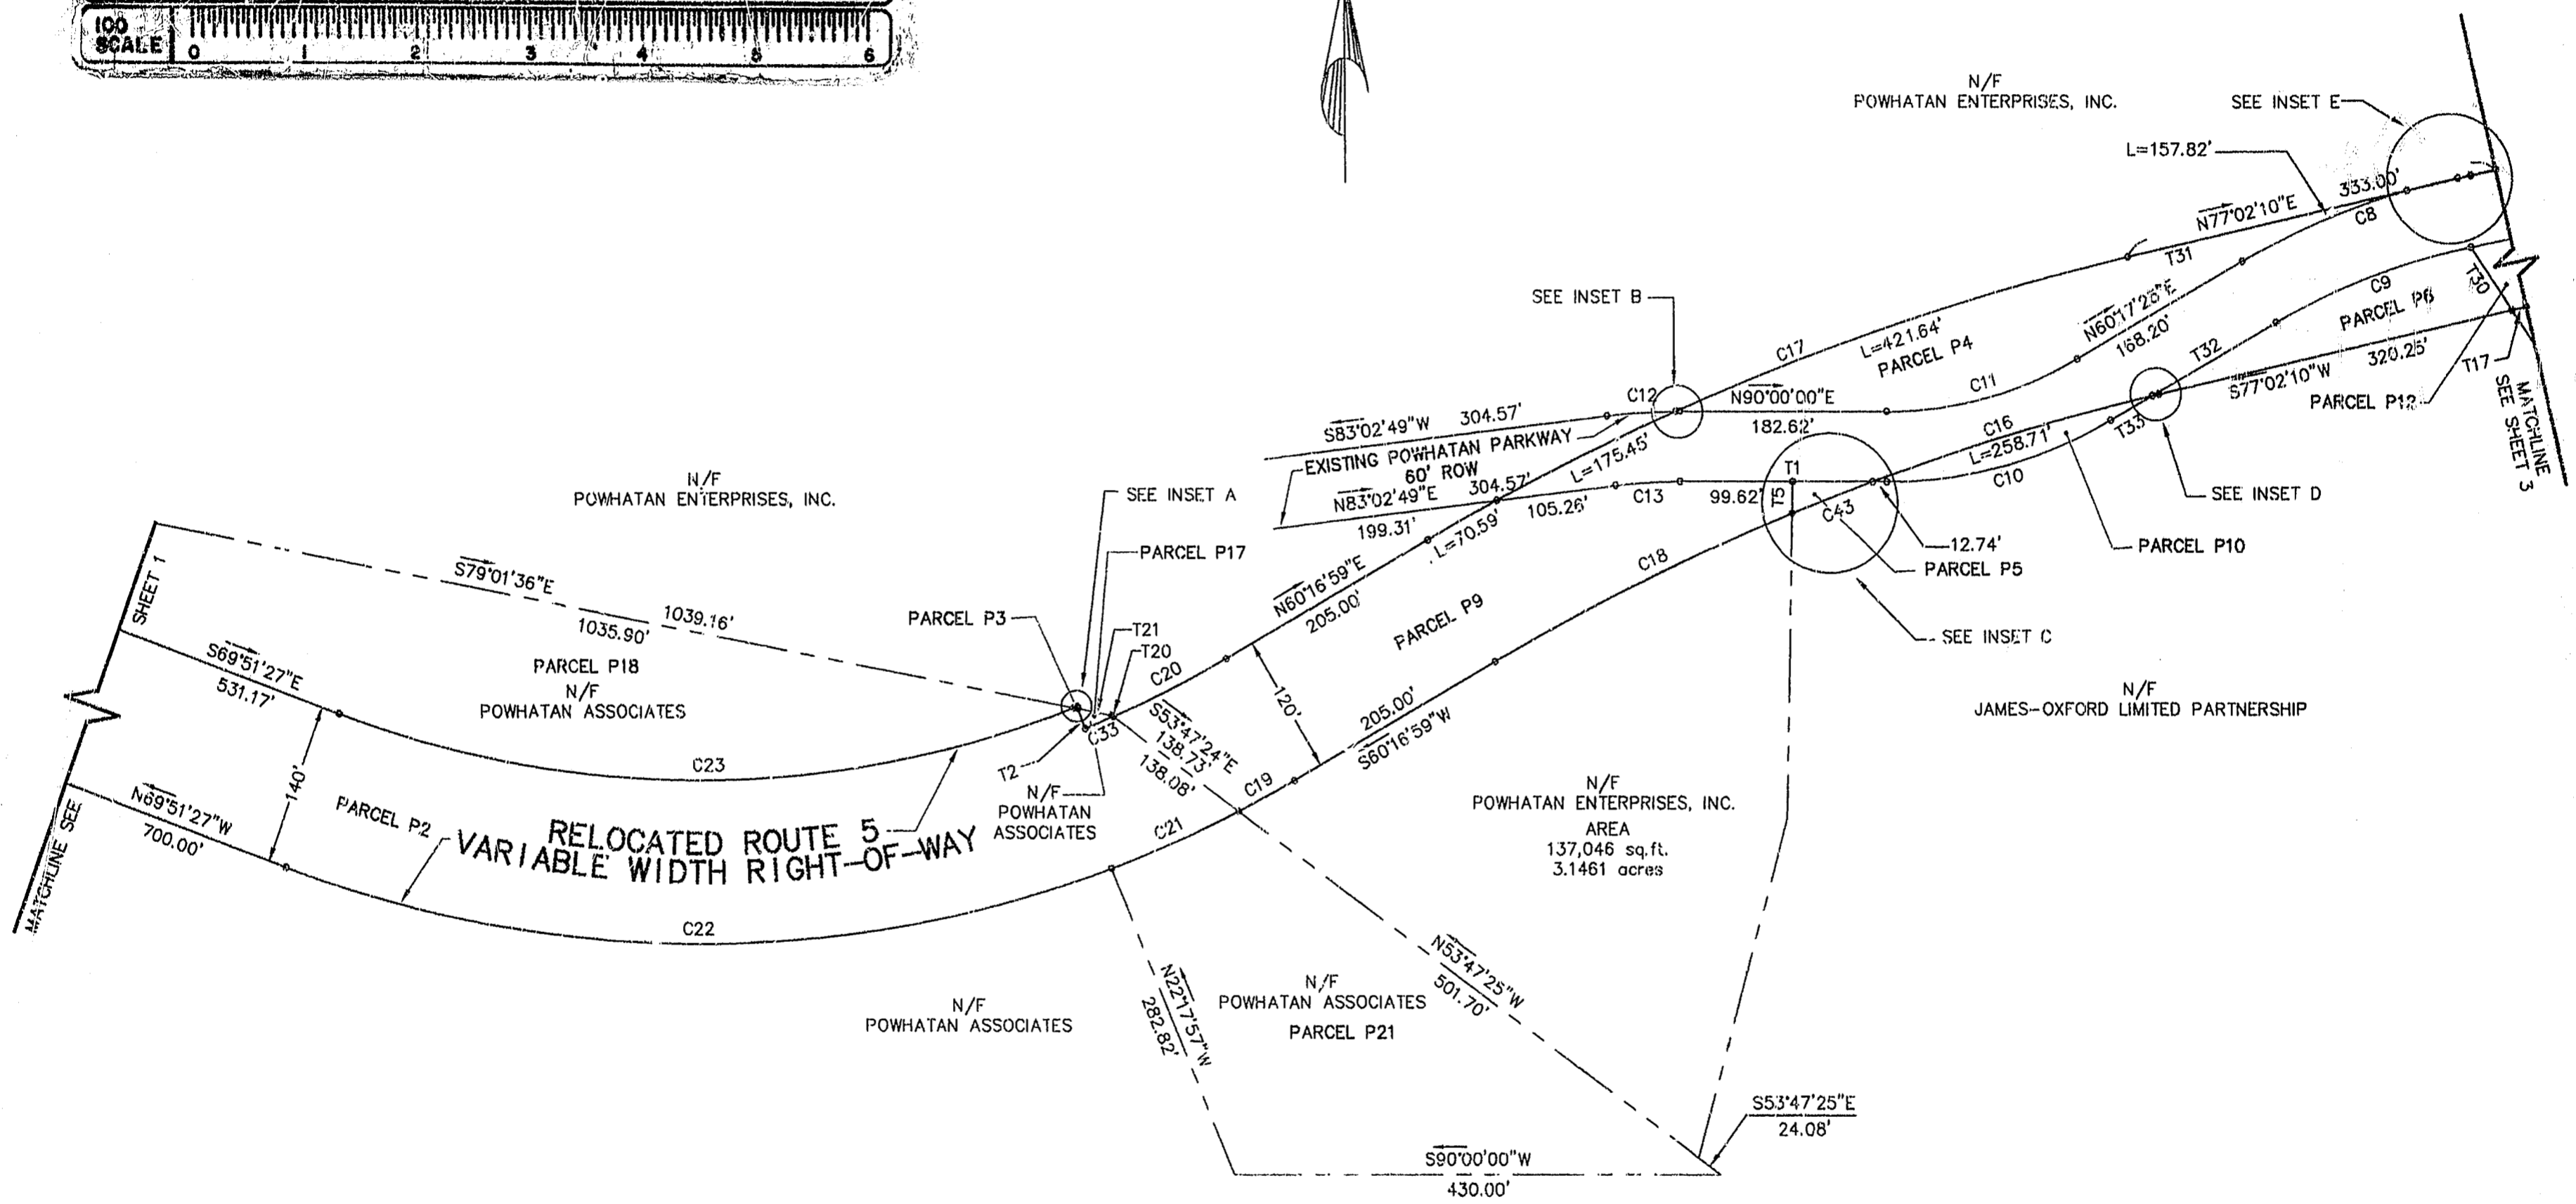 100
SCALE
0 1 2 3 4 5 6
N/F
POWHATAN ENTERPRISES, INC.
SEE INSET E
L=157.82'
333.00'
N77°02'10"E
C8
T31
C9
T30
PARCEL P6
N60°17'26"E
168.20'
T32
320.25'
S77°02'10"W
T17
PARCEL P12
MATCHLINE
SEE SHEET 3
SEE INSET B
C17
L=421.64'
PARCEL P4
C11
C12
N90°00'00"E
182.62'
S83°02'49"W 304.57'
EXISTING POWHATAN PARKWAY
60' ROW
L=175.45'
N83°02'49"E 304.57'
199.31'
105.26'
L=70.59'
C13
99.62'
T1
T5
C43
C16
L=258.71'
C10
T33
SEE INSET D
12.74'
PARCEL P10
PARCEL P5
SEE INSET C
C18
N/F
POWHATAN ENTERPRISES, INC.
SEE INSET A
PARCEL P17
SHEET 1
S79°01'36"E
1039.16'
1035.90'
PARCEL P3
T21
T20
N60°16'59"E
205.00'
PARCEL P9
C20
S69°51'27"E
531.17'
PARCEL P18
N/F
POWHATAN ASSOCIATES
C33
T2
S53°47'24"E
138.73'
138.08'
120'
205.00'
S60°16'59"W
N/F
JAMES-OXFORD LIMITED PARTNERSHIP
C23
140'
N/F
POWHATAN
ASSOCIATES
C19
C21
N/F
POWHATAN ENTERPRISES, INC.
AREA
137,046 sq.ft.
3.1461 acres
N69°51'27"W
700.00'
PARCEL P2
RELOCATED ROUTE 5
VARIABLE WIDTH RIGHT-OF-WAY
MATCHLINE SEE
C22
N22°17'57"W
282.82'
N53°47'25"W
501.70'
N/F
POWHATAN ASSOCIATES
N/F
POWHATAN ASSOCIATES
PARCEL P21
S53°47'25"E
24.08'
S90°00'00"W
430.00'